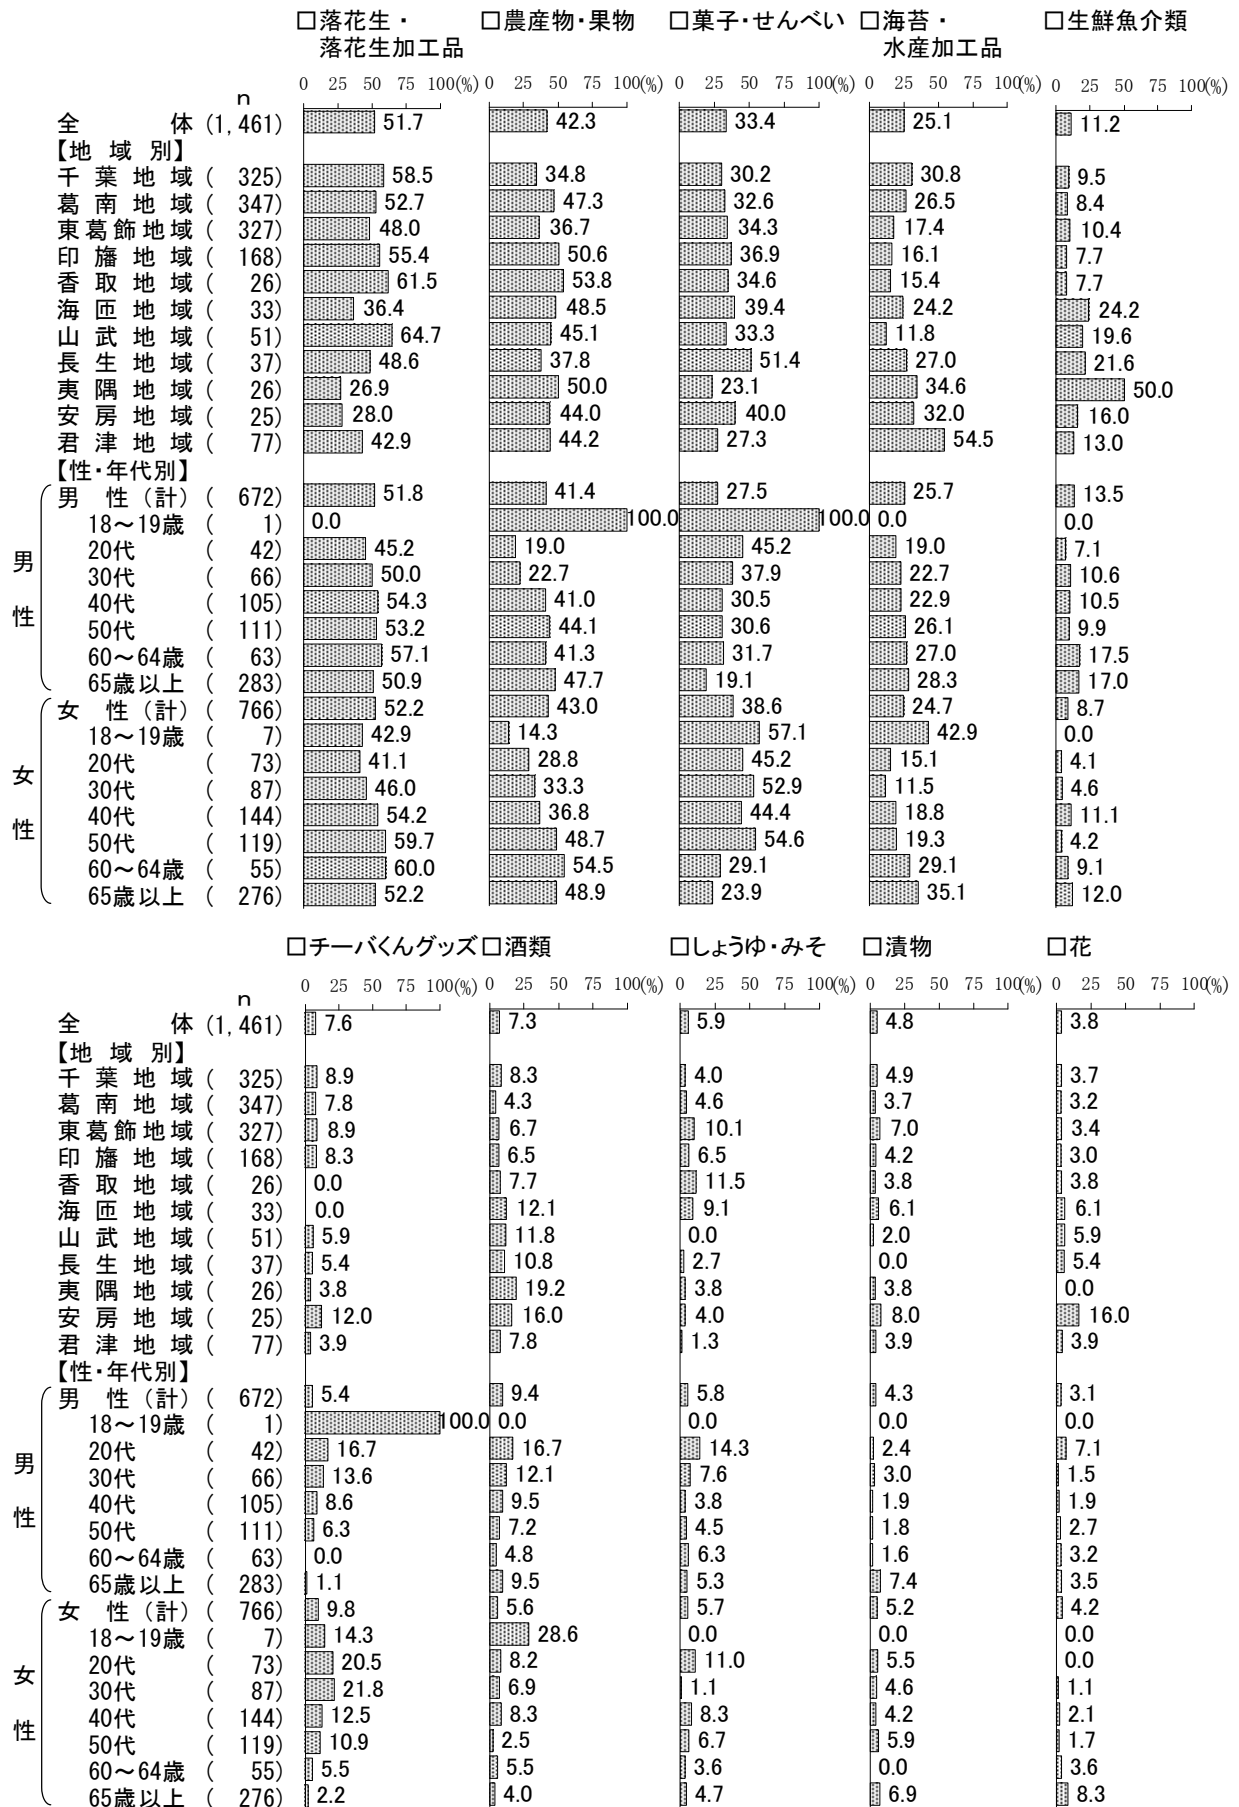 □落花生・ □農産物・果物 □菓子・せんべい □海苔・ □生鮮魚介類
落花生加工品 水産加工品
0 25 50 75 100(%) 0 25 50 75 100(%) 0 25 50 75 100(%) 0 25 50 75 100(%) 0 25 50 75 100(%)
n
全 体 (1,461) 51.7 42.3 33.4 25.1 11.2
【地 域 別】
千 葉 地 域 ( 325) 58.5 34.8 30.2 30.8 9.5
葛 南 地 域 ( 347) 52.7 47.3 32.6 26.5 8.4
東葛飾地域 ( 327) 48.0 36.7 34.3 17.4 10.4
印 旛 地 域 ( 168) 55.4 50.6 36.9 16.1 7.7
香 取 地 域 ( 26) 61.5 53.8 34.6 15.4 7.7
海 匝 地 域 ( 33) 36.4 48.5 39.4 24.2 24.2
山 武 地 域 ( 51) 64.7 45.1 33.3 11.8 19.6
長 生 地 域 ( 37) 48.6 37.8 51.4 27.0 21.6
夷 隅 地 域 ( 26) 26.9 50.0 23.1 34.6 50.0
安 房 地 域 ( 25) 28.0 44.0 40.0 32.0 16.0
君 津 地 域 ( 77) 42.9 44.2 27.3 54.5 13.0
【性・年代別】
男 性（計） ( 672) 51.8 41.4 27.5 25.7 13.5
18～19歳 ( 1) 0.0 100.0 100.0 0.0 0.0
20代 ( 42) 45.2 19.0 45.2 19.0 7.1
男
30代 ( 66) 50.0 22.7 37.9 22.7 10.6
40代 ( 105) 54.3 41.0 30.5 22.9 10.5
性
50代 ( 111) 53.2 44.1 30.6 26.1 9.9
60～64歳 ( 63) 57.1 41.3 31.7 27.0 17.5
65歳以上 ( 283) 50.9 47.7 19.1 28.3 17.0
女 性（計） ( 766) 52.2 43.0 38.6 24.7 8.7
18～19歳 ( 7) 42.9 14.3 57.1 42.9 0.0
20代 ( 73) 41.1 28.8 45.2 15.1 4.1
女
30代 ( 87) 46.0 33.3 52.9 11.5 4.6
40代 ( 144) 54.2 36.8 44.4 18.8 11.1
性
50代 ( 119) 59.7 48.7 54.6 19.3 4.2
60～64歳 ( 55) 60.0 54.5 29.1 29.1 9.1
65歳以上 ( 276) 52.2 48.9 23.9 35.1 12.0
□チーバくんグッズ □酒類 □しょうゆ・みそ □漬物 □花
0 25 50 75 100(%) 0 25 50 75 100(%) 0 25 50 75 100(%) 0 25 50 75 100(%) 0 25 50 75 100(%)
n
全 体 (1,461) 7.6 7.3 5.9 4.8 3.8
【地 域 別】
千 葉 地 域 ( 325) 8.9 8.3 4.0 4.9 3.7
葛 南 地 域 ( 347) 7.8 4.3 4.6 3.7 3.2
東葛飾地域 ( 327) 8.9 6.7 10.1 7.0 3.4
印 旛 地 域 ( 168) 8.3 6.5 6.5 4.2 3.0
香 取 地 域 ( 26) 0.0 7.7 11.5 3.8 3.8
海 匝 地 域 ( 33) 0.0 12.1 9.1 6.1 6.1
山 武 地 域 ( 51) 5.9 11.8 0.0 2.0 5.9
長 生 地 域 ( 37) 5.4 10.8 2.7 0.0 5.4
夷 隅 地 域 ( 26) 3.8 19.2 3.8 3.8 0.0
安 房 地 域 ( 25) 12.0 16.0 4.0 8.0 16.0
君 津 地 域 ( 77) 3.9 7.8 1.3 3.9 3.9
【性・年代別】
男 性（計） ( 672) 5.4 9.4 5.8 4.3 3.1
18～19歳 ( 1) 100.0 0.0 0.0 0.0 0.0
20代 ( 42) 16.7 16.7 14.3 2.4 7.1
男
30代 ( 66) 13.6 12.1 7.6 3.0 1.5
40代 ( 105) 8.6 9.5 3.8 1.9 1.9
性
50代 ( 111) 6.3 7.2 4.5 1.8 2.7
60～64歳 ( 63) 0.0 4.8 6.3 1.6 3.2
65歳以上 ( 283) 1.1 9.5 5.3 7.4 3.5
女 性（計） ( 766) 9.8 5.6 5.7 5.2 4.2
18～19歳 ( 7) 14.3 28.6 0.0 0.0 0.0
20代 ( 73) 20.5 8.2 11.0 5.5 0.0
女
30代 ( 87) 21.8 6.9 1.1 4.6 1.1
40代 ( 144) 12.5 8.3 8.3 4.2 2.1
性
50代 ( 119) 10.9 2.5 6.7 5.9 1.7
60～64歳 ( 55) 5.5 5.5 3.6 0.0 3.6
65歳以上 ( 276) 2.2 4.0 4.7 6.9 8.3